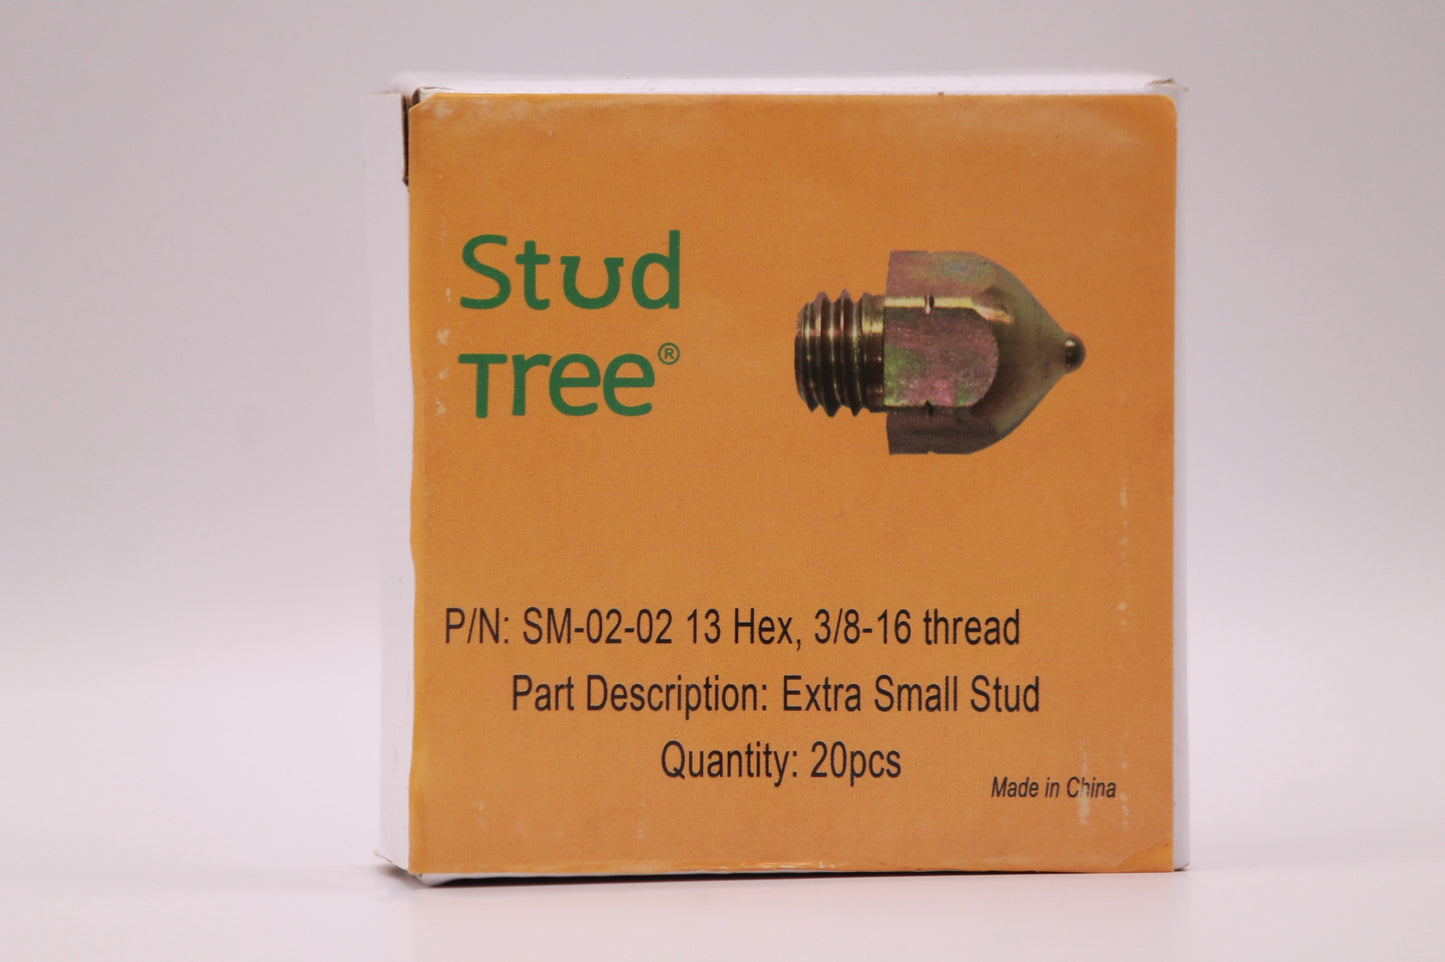 Stud
Tree®
P/N: SM-02-02 13 Hex, 3/8-16 thread
Part Description: Extra Small Stud
Quantity: 20pcs
Made in China